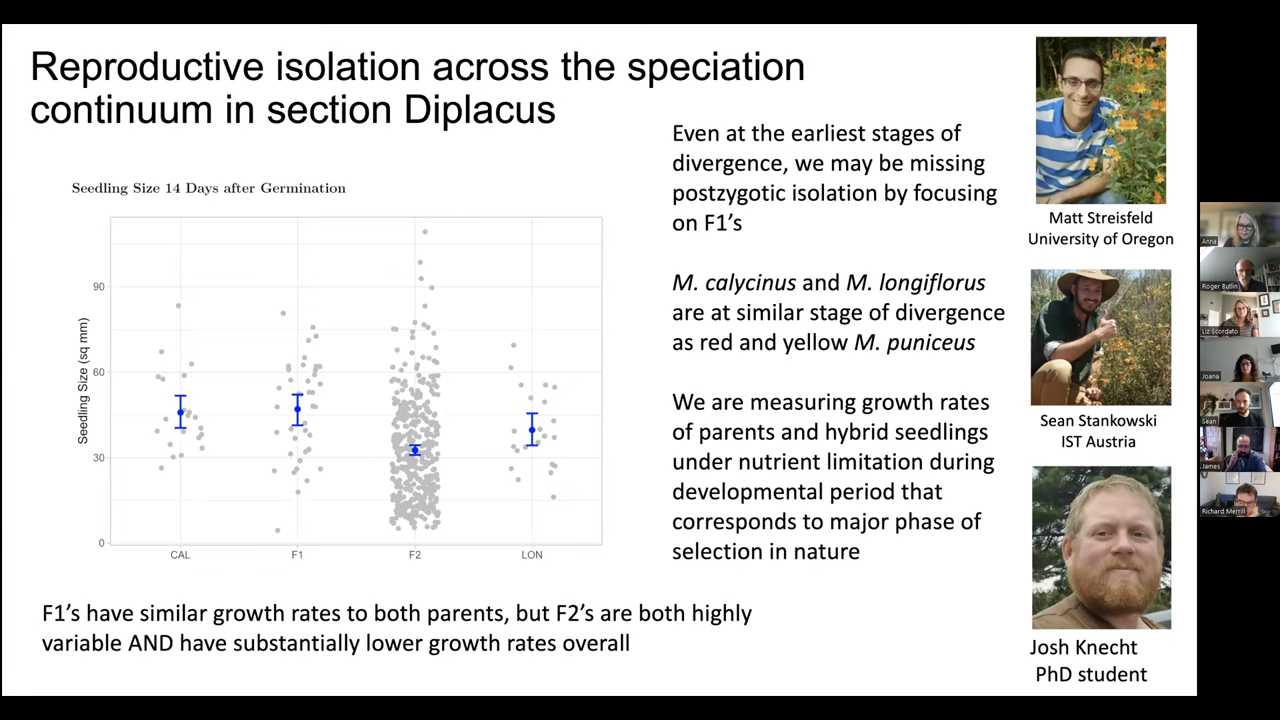 Reproductive isolation across the speciation
continuum in section Diplacus
Seedling Size 14 Days after Germination
Seedling Size (sq mm)
90
60
30
0
CAL
F1
F2
LON
F1's have similar growth rates to both parents, but F2's are both highly
variable AND have substantially lower growth rates overall
Even at the earliest stages of
divergence, we may be missing
postzygotic isolation by focusing
on F1's
M. calycinus and M. longiflorus
are at similar stage of divergence
as red and yellow M. puniceus
We are measuring growth rates
of parents and hybrid seedlings
under nutrient limitation during
developmental period that
corresponds to major phase of
selection in nature
Matt Streisfeld
University of Oregon
Sean Stankowski
IST Austria
Josh Knecht
PhD student
Anna
Roger Butlin
Liz Scordato
Joana
Sean
James
Richard Merrill